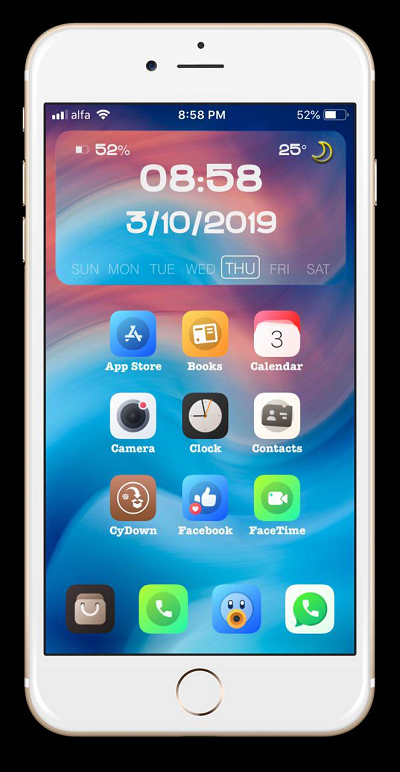 alfa 8:58 PM 52%
52% 25°
08:58
3/10/2019
SUN MON TUE WED THU FRI SAT
3
App Store Books Calendar
Camera Clock Contacts
CyDown Facebook FaceTime